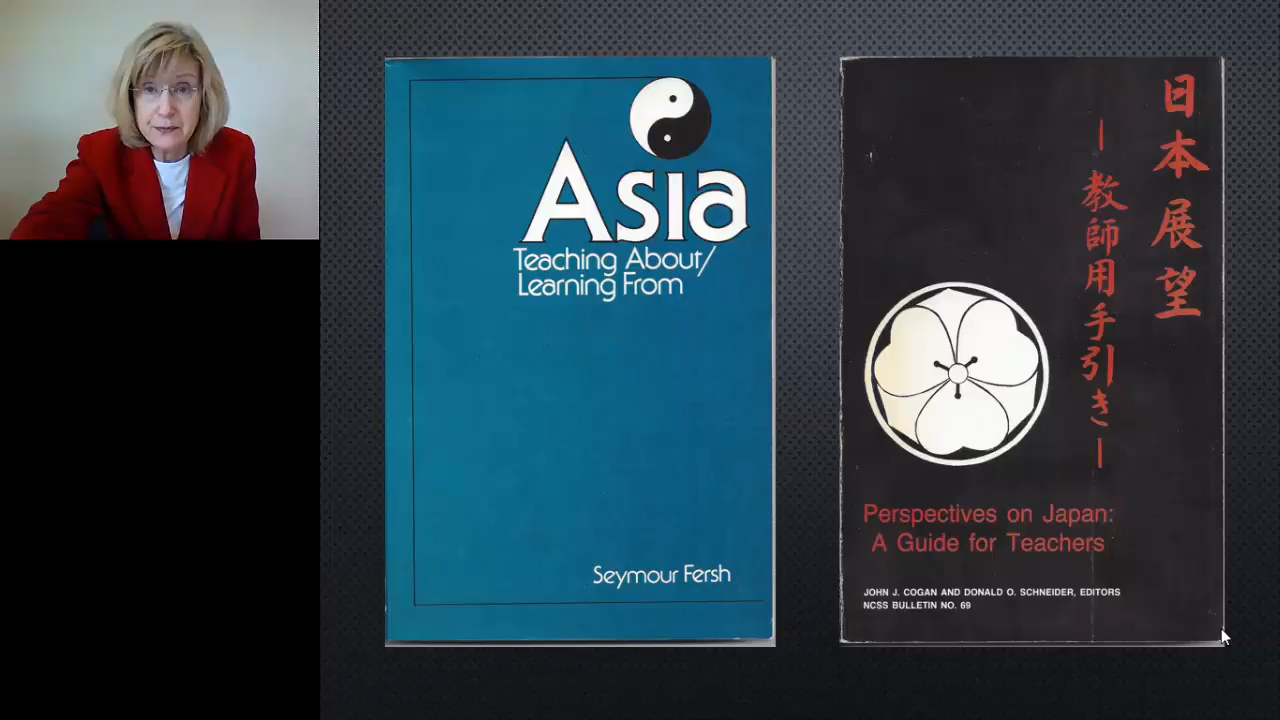 Asia
Teaching About/
Learning From
Seymour Fersh
日本展望
—教師用手引き—
Perspectives on Japan:
A Guide for Teachers
JOHN J. COGAN AND DONALD O. SCHNEIDER, EDITORS
NCSS BULLETIN NO. 69